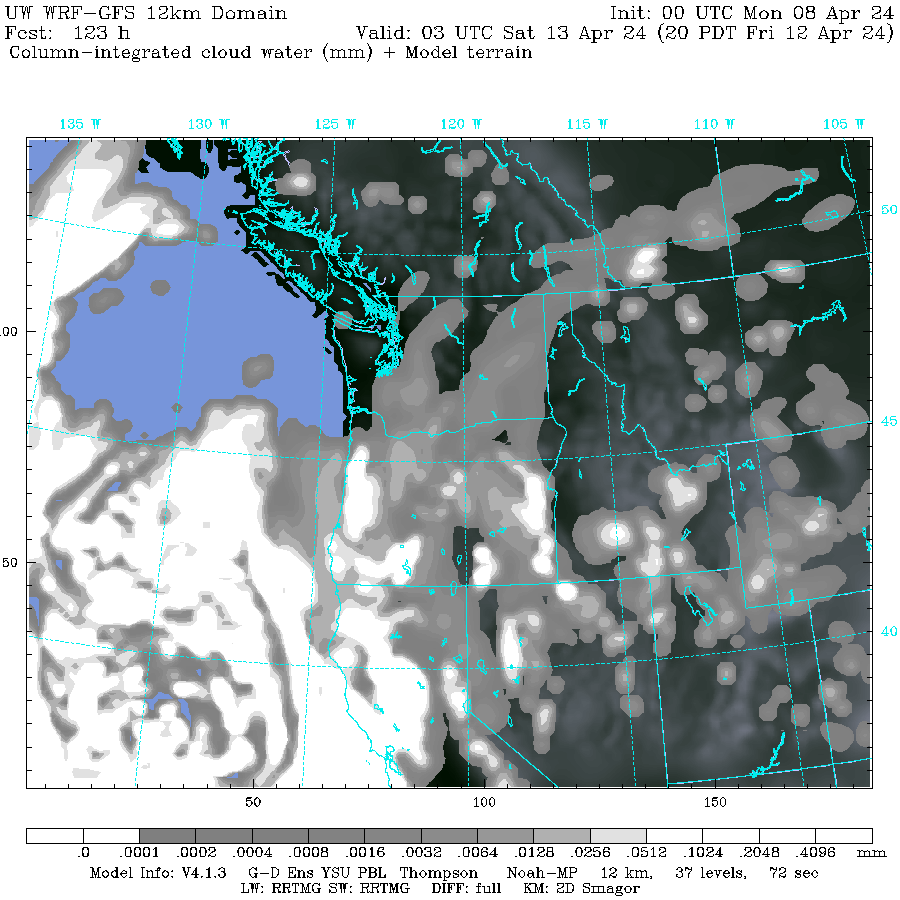 UW WRF-GFS 12km Domain Init: 00 UTC Mon 08 Apr 24
Fcst: 123 h Valid: 03 UTC Sat 13 Apr 24 (20 PDT Fri 12 Apr 24)
Column-integrated cloud water (mm) + Model terrain
135 W 130 W 125 W 120 W 115 W 110 W 105 W
50
00
45
50
40
50 100 150
.0 .0001 .0002 .0004 .0008 .0016 .0032 .0064 .0128 .0256 .0512 .1024 .2048 .4096 mm
Model Info: V4.1.3 G-D Ens YSU PBL Thompson Noah-MP 12 km, 37 levels, 72 sec
LW: RRTMG SW: RRTMG DIFF: full KM: 2D Smagor